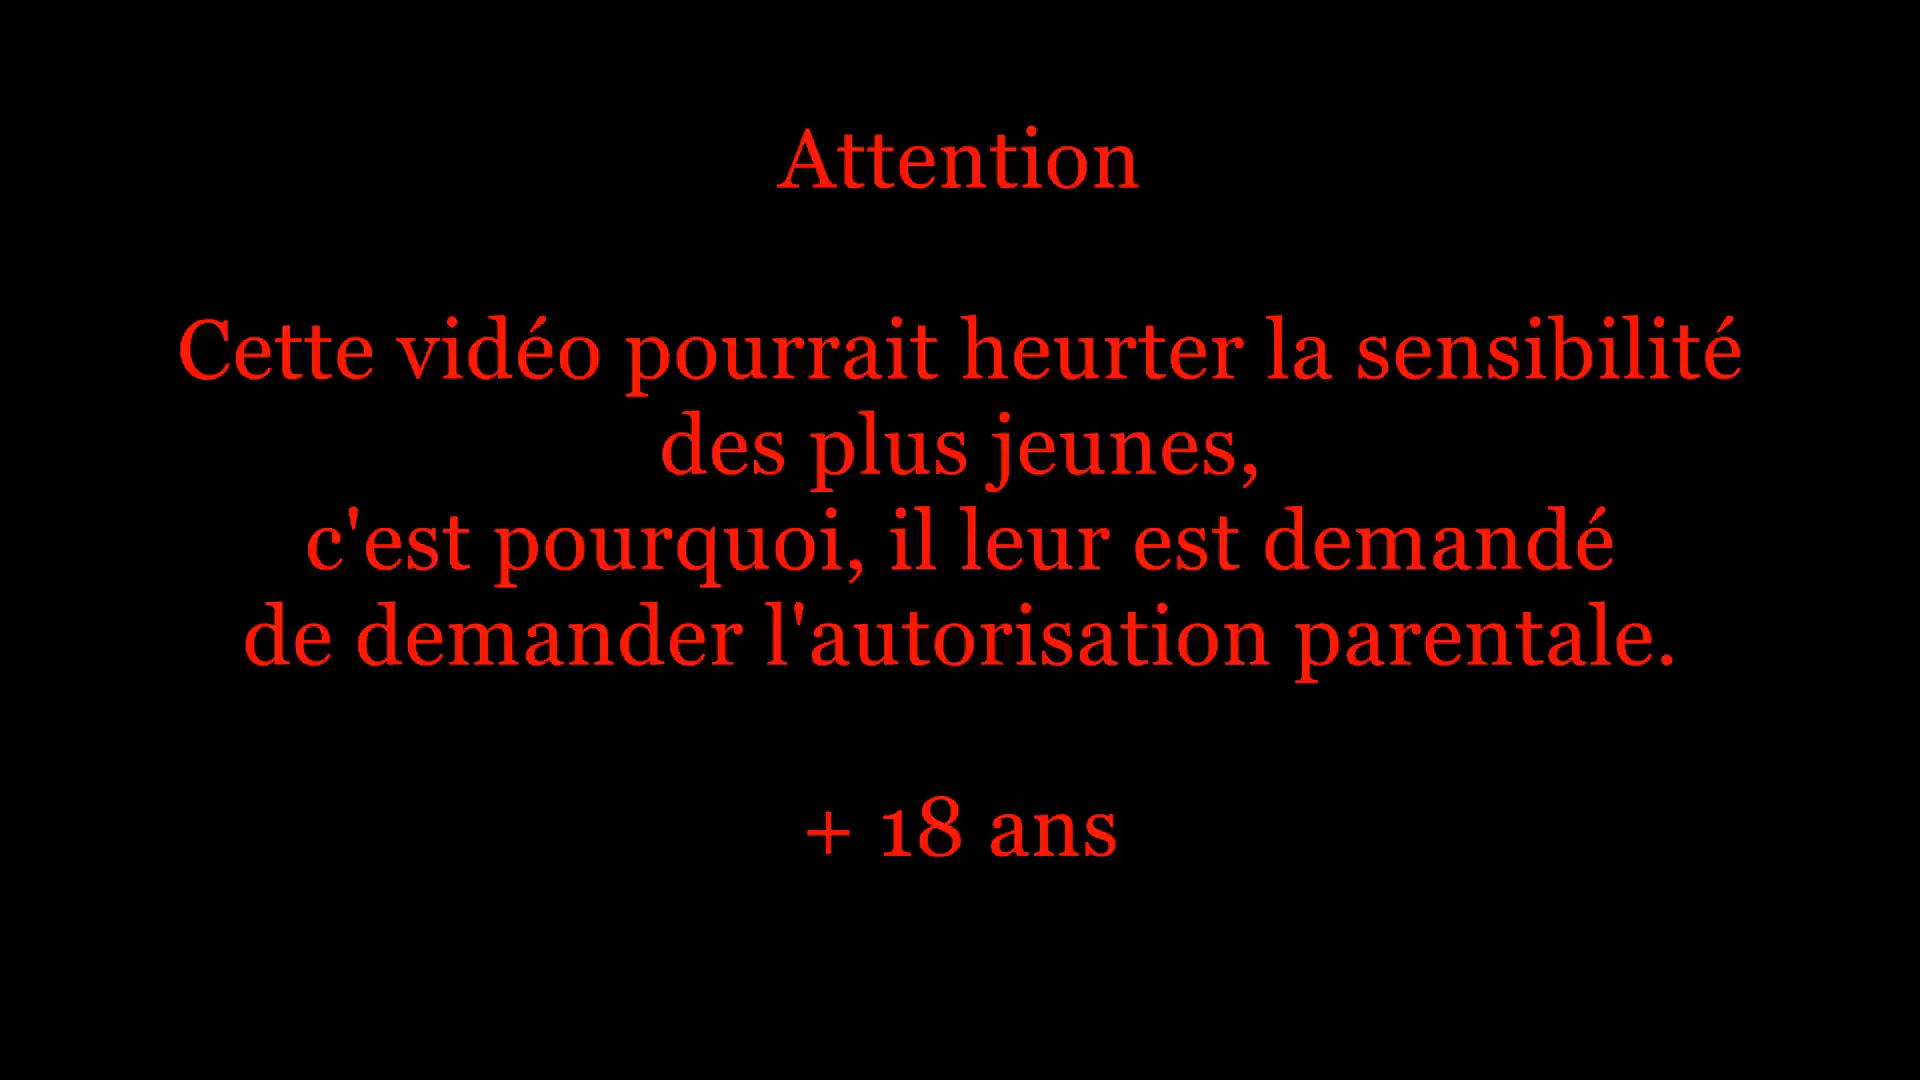 Attention
Cette vidéo pourrait heurter la sensibilité
des plus jeunes,
c'est pourquoi, il leur est demandé
de demander l'autorisation parentale.
+ 18 ans